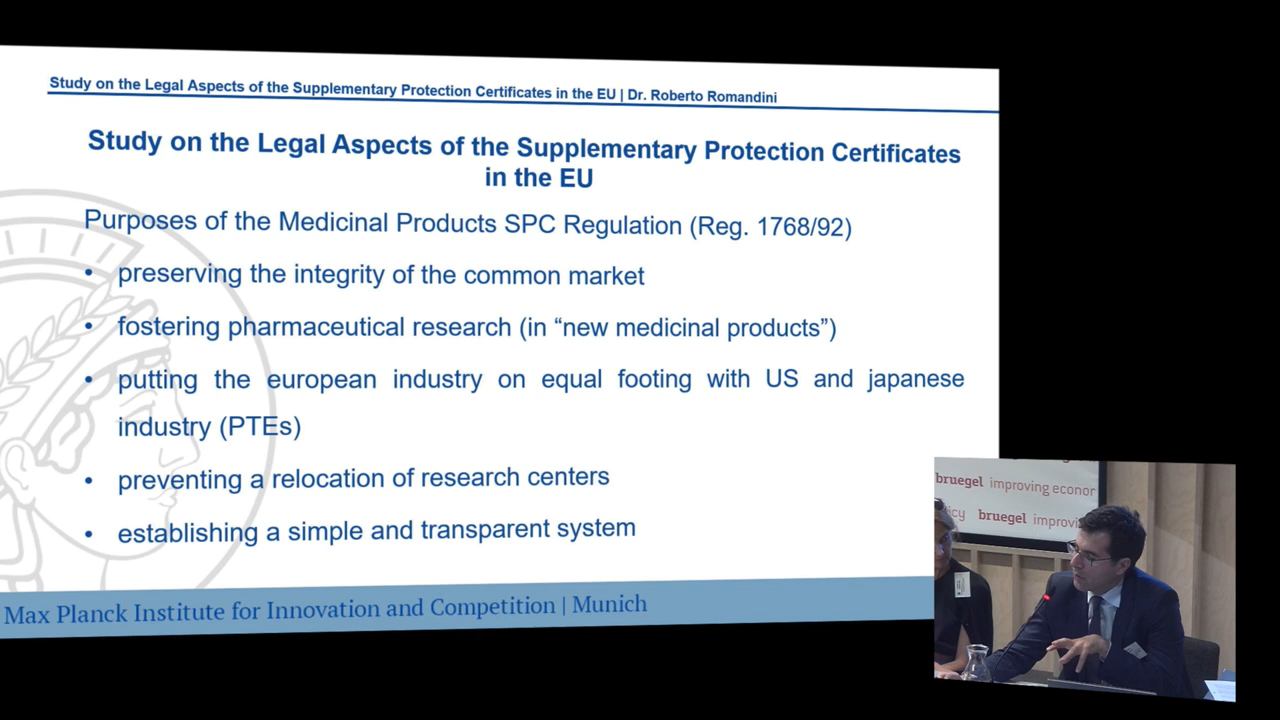 Study on the Legal Aspects of the Supplementary Protection Certificates in the EU | Dr. Roberto Romandini
Study on the Legal Aspects of the Supplementary Protection Certificates
in the EU
Purposes of the Medicinal Products SPC Regulation (Reg. 1768/92)
• preserving the integrity of the common market
• fostering pharmaceutical research (in “new medicinal products”)
• putting the european industry on equal footing with US and japanese
industry (PTEs)
• preventing a relocation of research centers
• establishing a simple and transparent system
Max Planck Institute for Innovation and Competition | Munich
bruegel improving econor
icy bruegel improvi